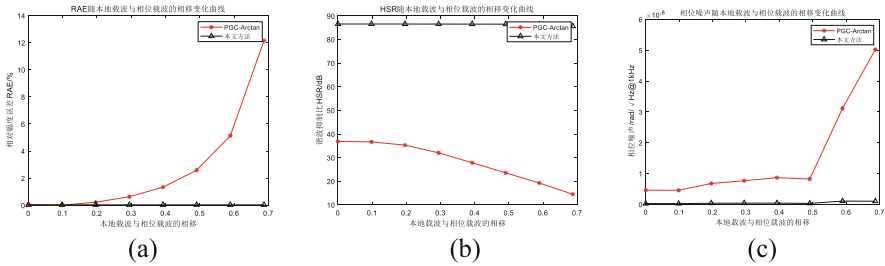 RAE随本地载波与相位载波的相移变化曲线
14
12
10
8
6
4
2
0
相对幅度误差RAE/%
PGC-Arctan
本文方法
0 0.1 0.2 0.3 0.4 0.5 0.6 0.7
本地载波与相位载波的相移
(a)
HSR随本地载波与相位载波的相移变化曲线
90
80
70
60
50
40
30
20
10
谐波抑制比HSR/dB
PGC-Arctan
本文方法
0 0.1 0.2 0.3 0.4 0.5 0.6 0.7
本地载波与相位载波的相移
(b)
相位噪声随本地载波与相位载波的相移变化曲线
×10⁻⁸
6
5
4
3
2
1
0
相位噪声/rad/√Hz@1kHz
PGC-Arctan
本文方法
0 0.1 0.2 0.3 0.4 0.5 0.6 0.7
本地载波与相位载波的相移
(c)